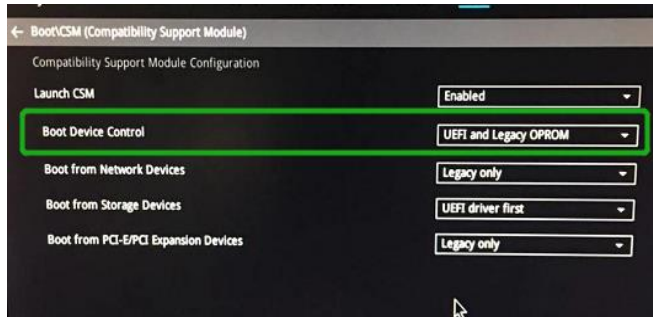 ← Boot\CSM (Compatibility Support Module)
Compatibility Support Module Configuration
Launch CSM Enabled
Boot Device Control UEFI and Legacy OPROM
Boot from Network Devices Legacy only
Boot from Storage Devices UEFI driver first
Boot from PCI-E/PCI Expansion Devices Legacy only